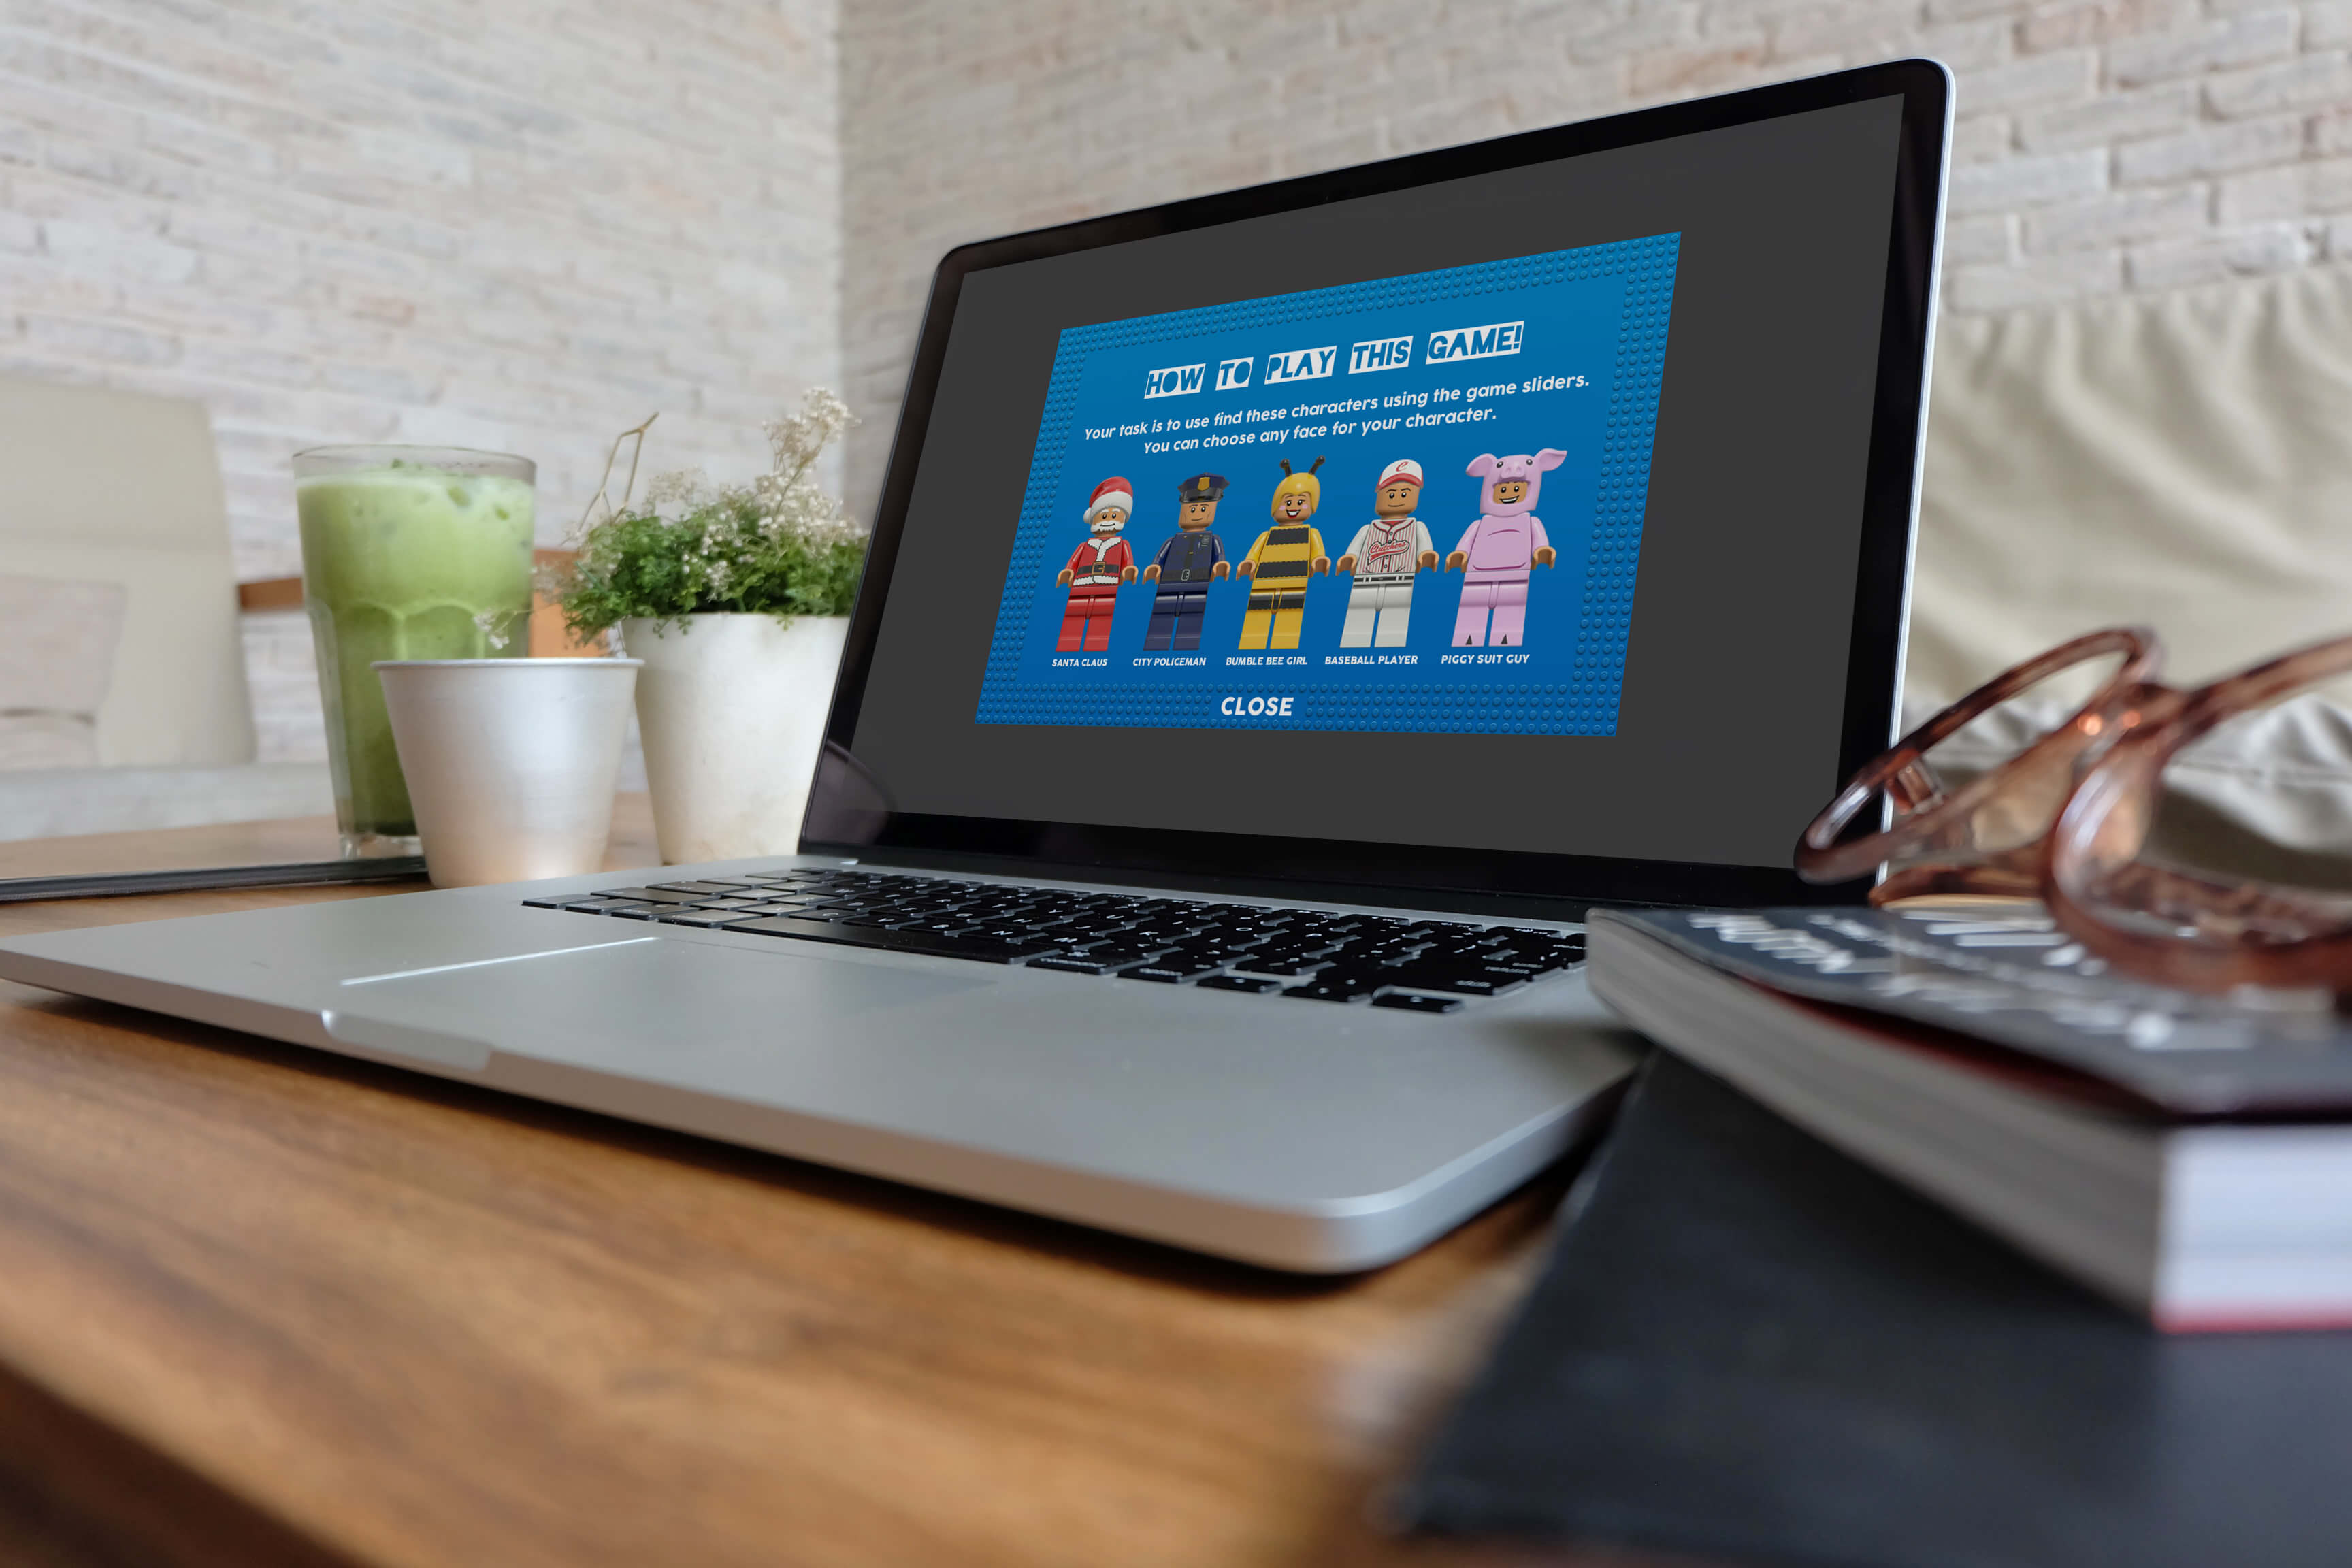 HOW TO PLAY THIS GAME!
Your task is to use find these characters using the game sliders.
You can choose any face for your character.
SANTA CLAUS CITY POLICEMAN BUMBLE BEE GIRL BASEBALL PLAYER PIGGY SUIT GUY
CLOSE